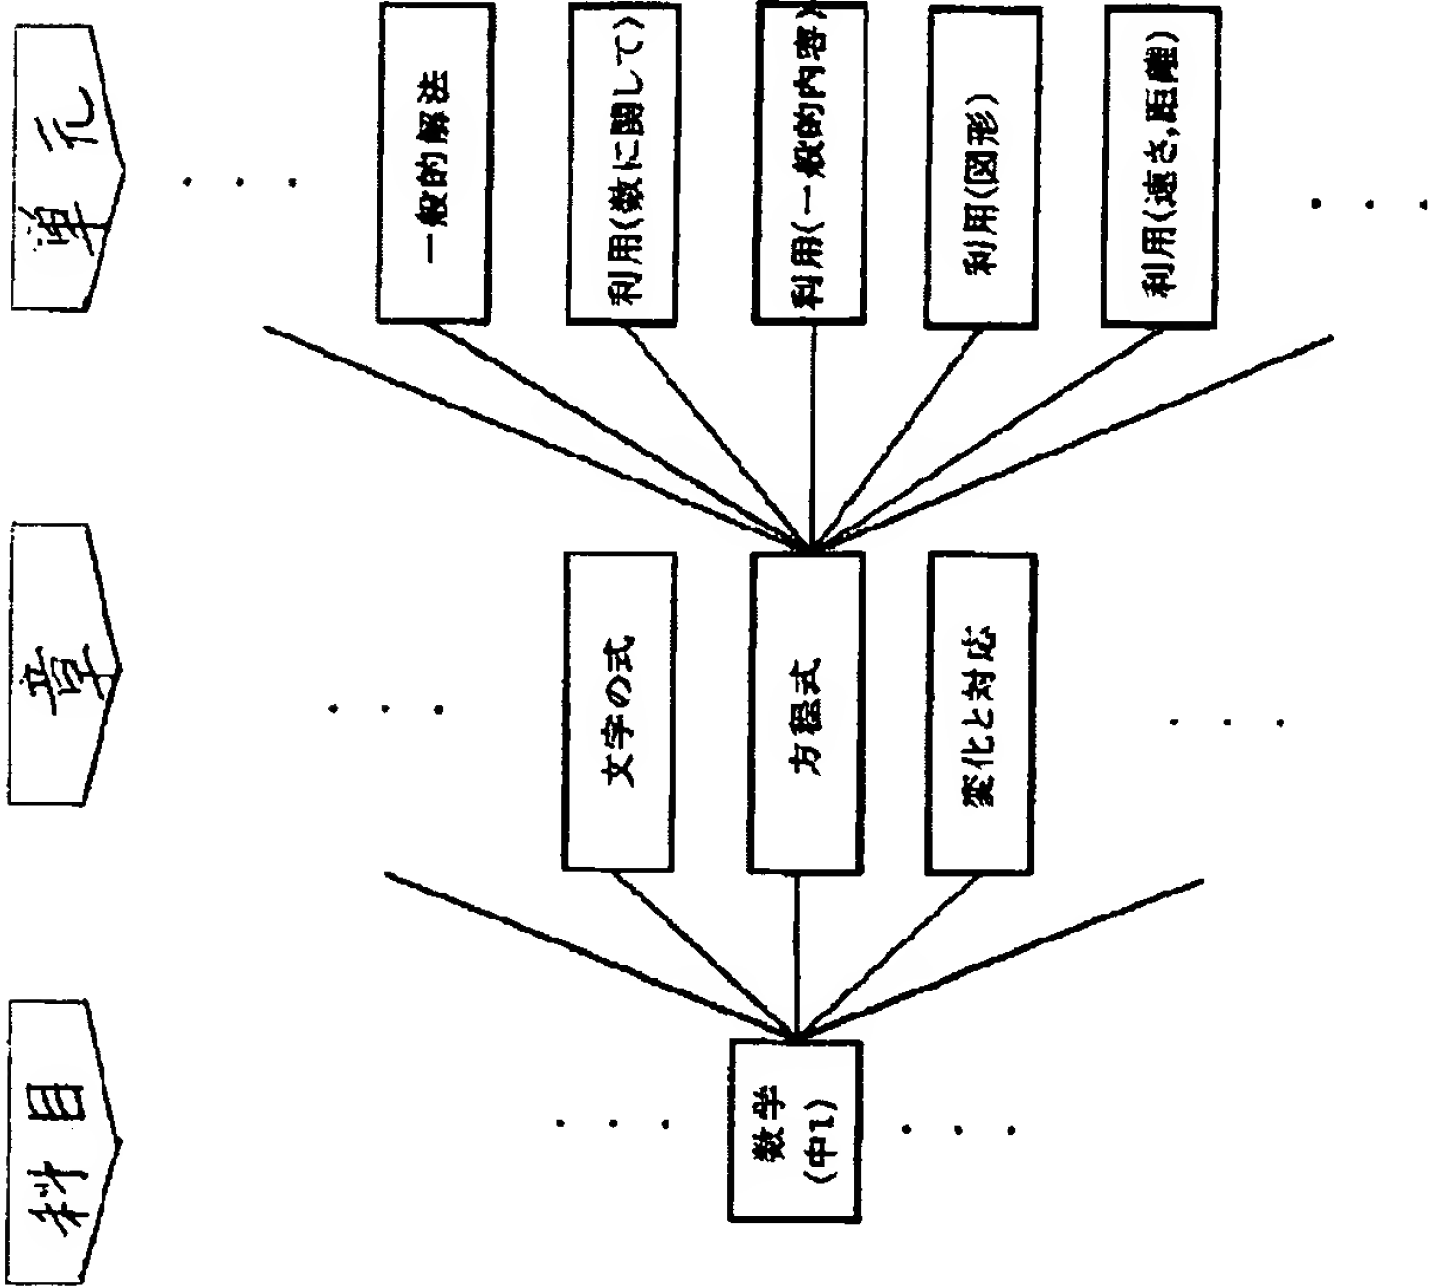 科目
章
単元
数学
(中1)
文字の式
方程式
変化と対応
一般的解法
利用(数に関して)
利用(一般的内容)
利用(図形)
利用(速さ,距離)